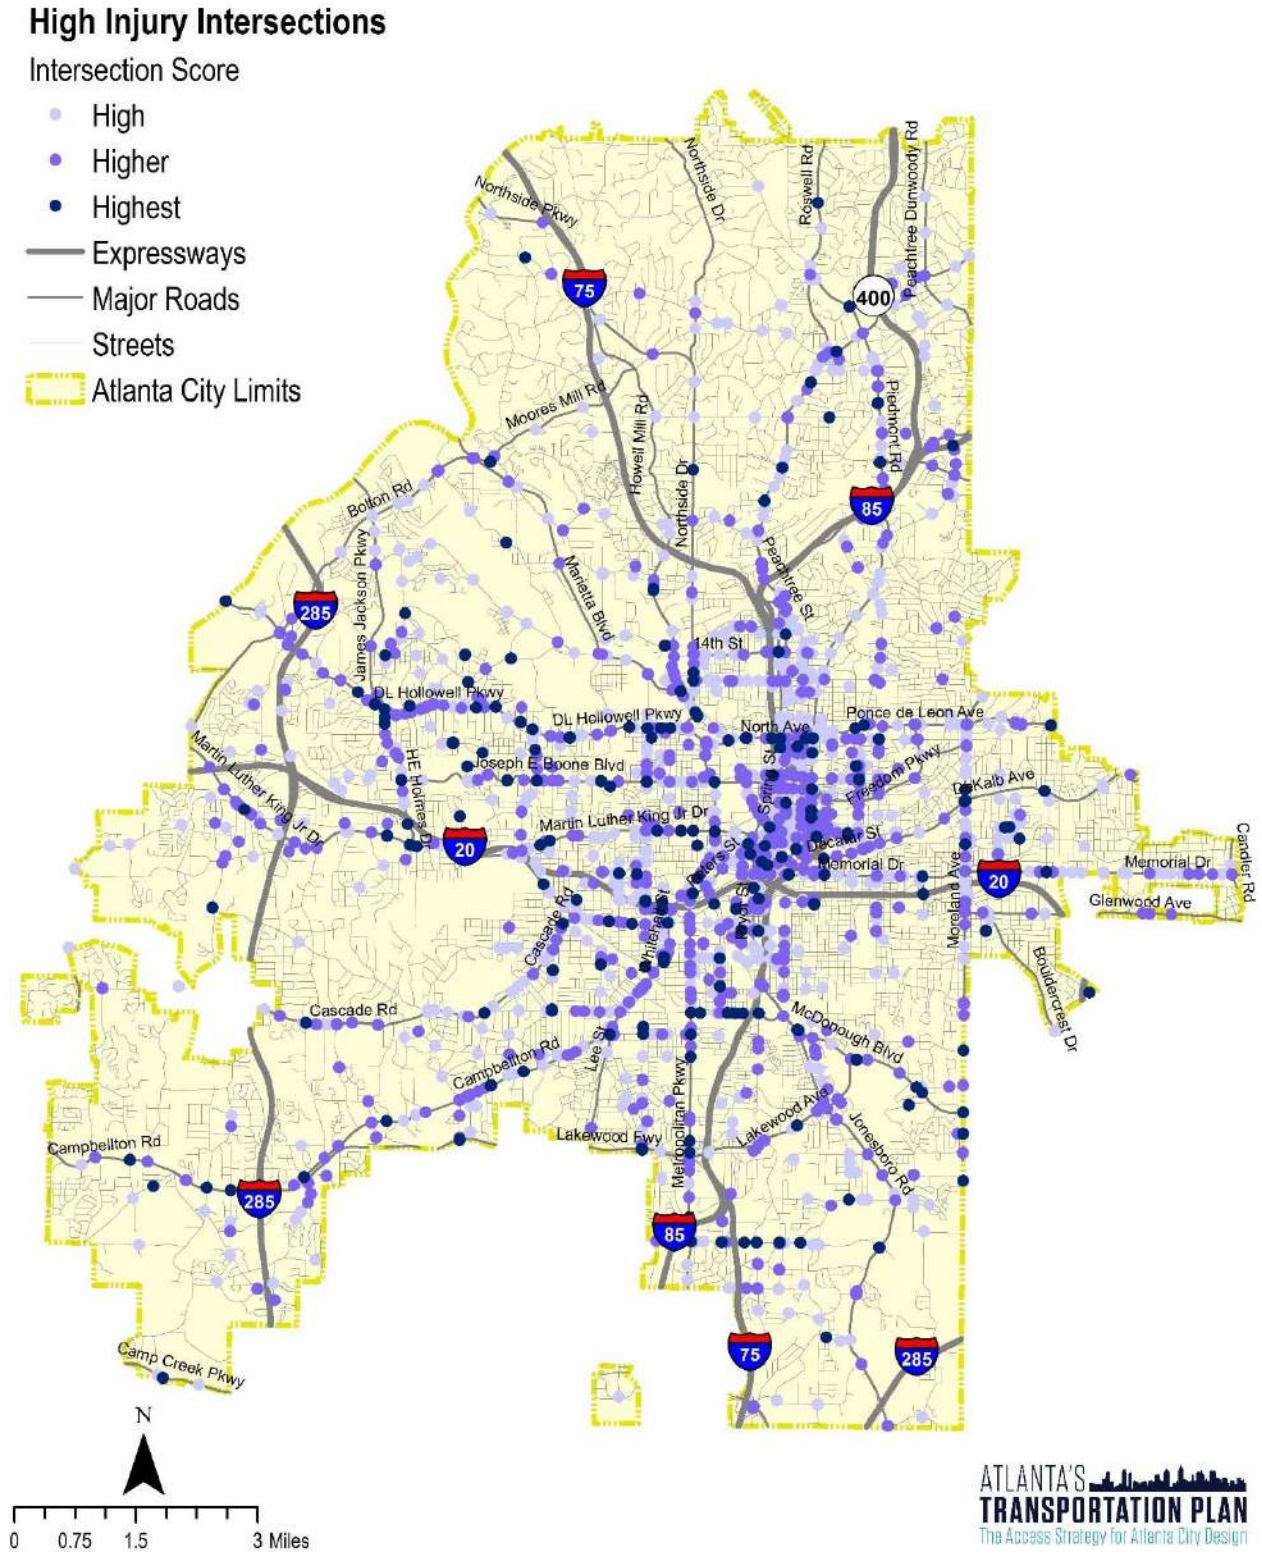 High Injury Intersections
Intersection Score
High
Higher
Highest
Expressways
Major Roads
Streets
Atlanta City Limits
Northside Pkwy
Northside Dr
Roswell Rd
Peachtree Dunwoody Rd
75
400
Moores Mill Rd
Howell Mill Rd
Piedmont Rd
Northside Dr
Bolton Rd
85
James Jackson Pkwy
Marietta Blvd
Peachtree St
285
14th St
DL Hollowell Pkwy
DL Hollowell Pkwy
North Ave
Ponce de Leon Ave
Martin Luther King Jr Dr
HE Holmes Dr
Joseph E Boone Blvd
Spring St
Freedom Pkwy
DeKalb Ave
Martin Luther King Jr Dr
20
Peters St
Decatur St
Memorial Dr
Moreland Ave
20
Memorial Dr
Candler Rd
Glenwood Ave
Cascade Rd
Whitehall St
Pryor St
Bouldercrest Dr
Cascade Rd
McDonough Blvd
Lee St
Campbellton Rd
Metropolitan Pkwy
Lakewood Ave
Jonesboro Rd
Lakewood Fwy
Campbellton Rd
285
85
75
285
Camp Creek Pkwy
N
0 0.75 1.5 3 Miles
ATLANTA'S
TRANSPORTATION PLAN
The Access Strategy for Atlanta City Design